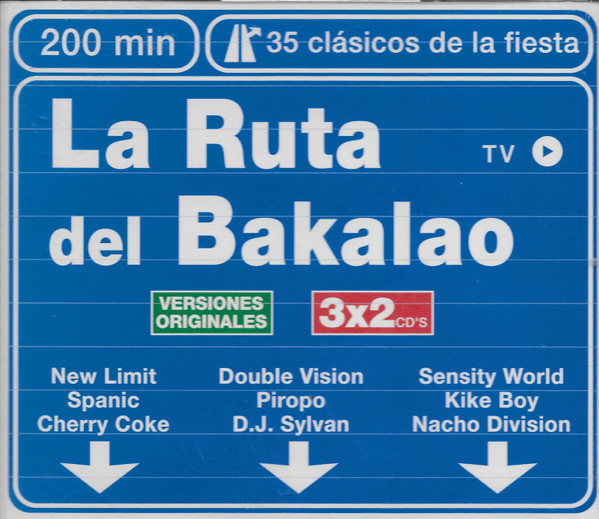 200 min
35 clásicos de la fiesta
La Ruta
TV
del Bakalao
VERSIONES
ORIGINALES
3x2 CD'S
New Limit
Spanic
Cherry Coke
Double Vision
Piropo
D.J. Sylvan
Sensity World
Kike Boy
Nacho Division